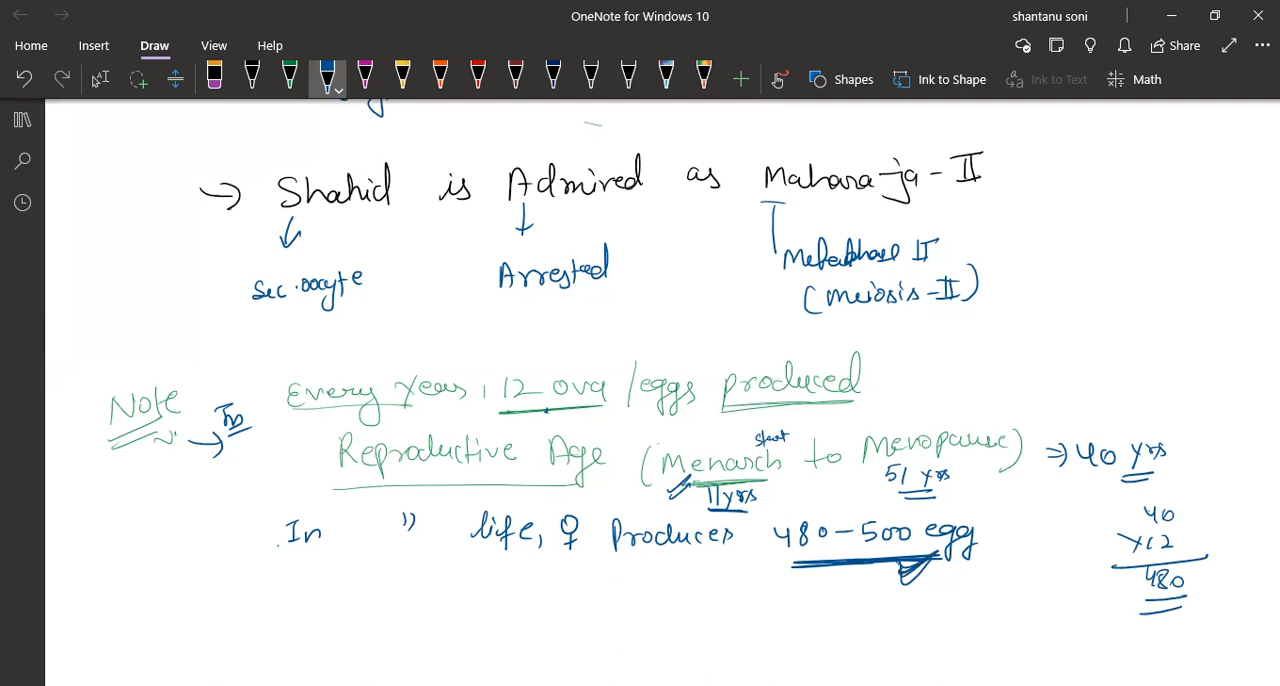 OneNote for Windows 10
shantanu soni
Home Insert Draw View Help
Share
Shapes Ink to Shape Ink to Text Math
→ Shahid is Admired as Maharaja-II
Sec. oocyte Arrested Metaphase II
(meiosis-II)
Note → In Every Year, 12 ova / eggs produced
Reproductive Age (Menarch to Menopause) ⇒ 40 yrs
start
11 yrs 51 yrs
In " life, ♀ Produces 480-500 egg
40
x12
480